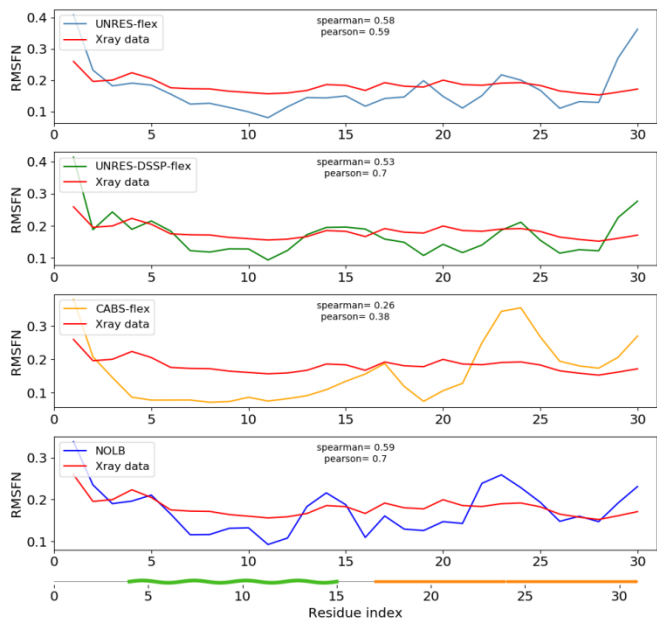 UNRES-flex
Xray data
spearman= 0.58
pearson= 0.59
RMSFN
0.4
0.3
0.2
0.1
0 5 10 15 20 25 30
UNRES-DSSP-flex
Xray data
spearman= 0.53
pearson= 0.7
RMSFN
0.4
0.3
0.2
0.1
0 5 10 15 20 25 30
CABS-flex
Xray data
spearman= 0.26
pearson= 0.38
RMSFN
0.3
0.2
0.1
0 5 10 15 20 25 30
NOLB
Xray data
spearman= 0.59
pearson= 0.7
RMSFN
0.3
0.2
0.1
0 5 10 15 20 25 30
0 5 10 15 20 25 30
Residue index